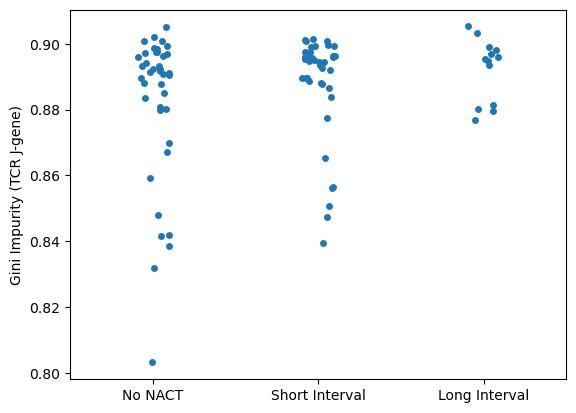 Gini Impurity (TCR J-gene)
0.90
0.88
0.86
0.84
0.82
0.80
No NACT
Short Interval
Long Interval